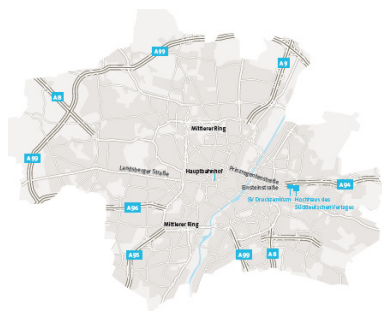 A99
A9
A8
Mittlerer Ring
A99
Landsberger Straße
Hauptbahnhof
Prinzregentenstraße
Einsteinstraße
A94
SV Druckzentrum
Hochhaus des
Süddeutschen Verlages
A96
Mittlerer Ring
A95
A99
A8